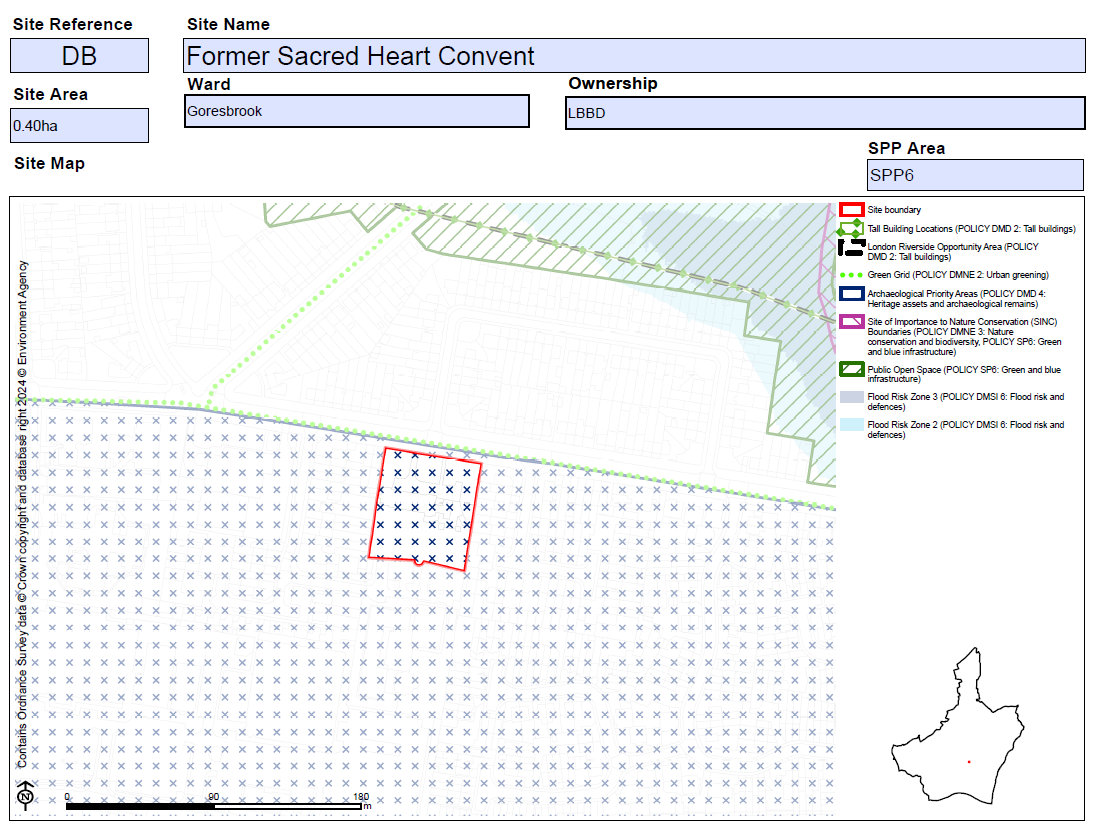 Site Reference
Site Name
DB
Former Sacred Heart Convent
Ward
Ownership
Site Area
Goresbrook
LBBD
0.40ha
SPP Area
Site Map
SPP6
Site boundary
Tall Building Locations (POLICY DMD 2: Tall buildings)
London Riverside Opportunity Area (POLICY
DMD 2: Tall buildings)
Green Grid (POLICY DMNE 2: Urban greening)
Archaeological Priority Areas (POLICY DMD 4:
Heritage assets and archaeological remains)
Site of Importance to Nature Conservation (SINC)
Boundaries (POLICY DMNE 3: Nature
conservation and biodiversity, POLICY SP6: Green
and blue infrastructure)
Public Open Space (POLICY SP6: Green and blue
infrastructure)
Flood Risk Zone 3 (POLICY DMSI 6: Flood risk and
defences)
Flood Risk Zone 2 (POLICY DMSI 6: Flood risk and
defences)
Contains Ordnance Survey data © Crown copyright and database right 2024 © Environment Agency
N
0 90 180
m